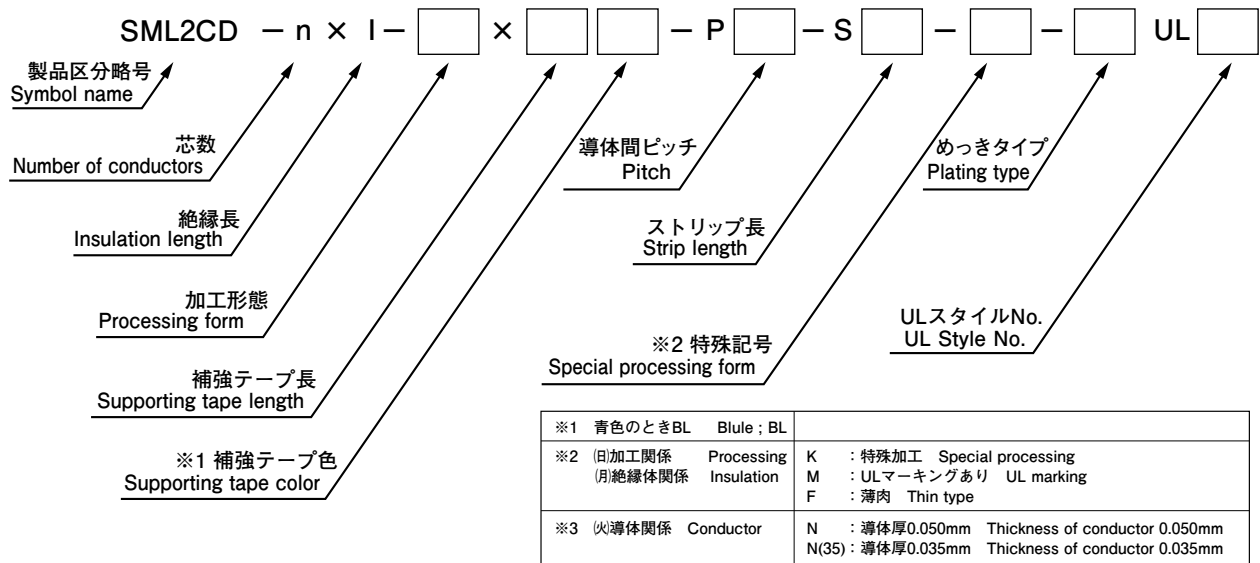 SML2CD － n × l－ × － P －S － － UL
製品区分略号
Symbol name
芯数
Number of conductors
絶縁長
Insulation length
加工形態
Processing form
補強テープ長
Supporting tape length
※1 補強テープ色
Supporting tape color
導体間ピッチ
Pitch
ストリップ長
Strip length
※2 特殊記号
Special processing form
めっきタイプ
Plating type
ULスタイルNo.
UL Style No.
※1 青色のときBL Blule ; BL
※2 ㈰加工関係 Processing K ：特殊加工 Special processing
㈪絶縁体関係 Insulation M ：ULマーキングあり UL marking
F ：薄肉 Thin type
※3 ㈫導体関係 Conductor N ：導体厚0.050mm Thickness of conductor 0.050mm
N(35)：導体厚0.035mm Thickness of conductor 0.035mm